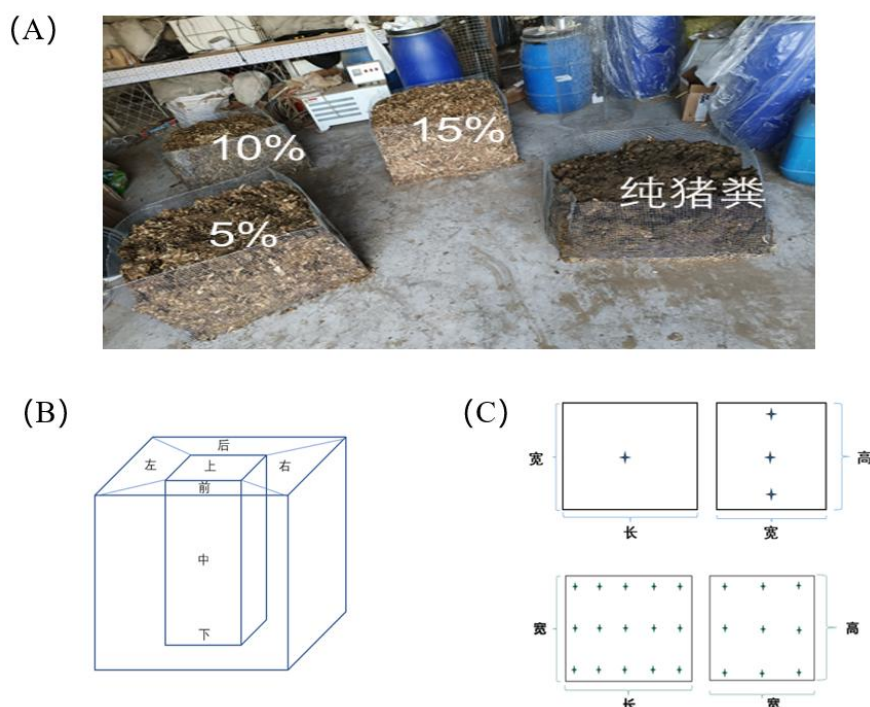 (A)
10%
15%
5%
纯猪粪
(B)
后
左
上
右
前
中
下
(C)
宽
高
长
宽
宽
高
长
宽